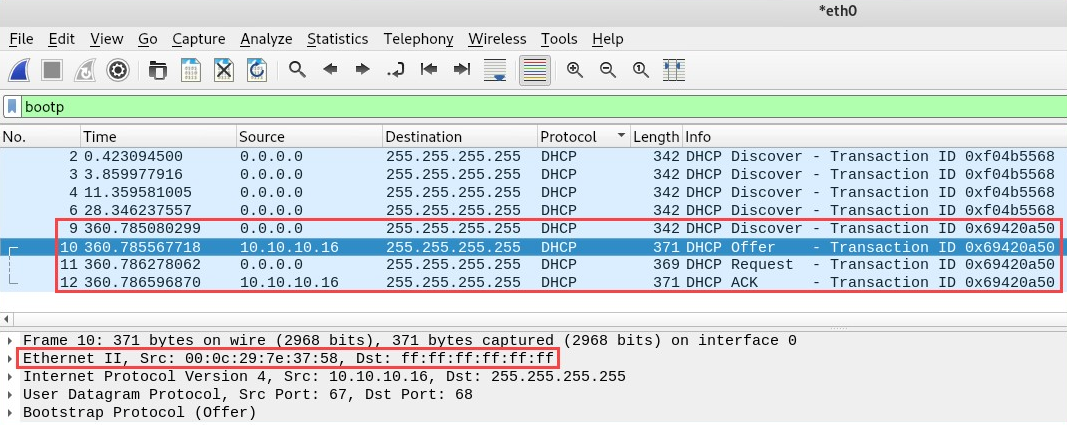 *eth0
File Edit View Go Capture Analyze Statistics Telephony Wireless Tools Help
bootp
No. Time Source Destination Protocol Length Info
2 0.423094500 0.0.0.0 255.255.255.255 DHCP 342 DHCP Discover - Transaction ID 0xf04b5568
3 3.859977916 0.0.0.0 255.255.255.255 DHCP 342 DHCP Discover - Transaction ID 0xf04b5568
4 11.359581005 0.0.0.0 255.255.255.255 DHCP 342 DHCP Discover - Transaction ID 0xf04b5568
6 28.346237557 0.0.0.0 255.255.255.255 DHCP 342 DHCP Discover - Transaction ID 0xf04b5568
9 360.785080299 0.0.0.0 255.255.255.255 DHCP 342 DHCP Discover - Transaction ID 0x69420a50
10 360.785567718 10.10.10.16 255.255.255.255 DHCP 371 DHCP Offer - Transaction ID 0x69420a50
11 360.786278062 0.0.0.0 255.255.255.255 DHCP 369 DHCP Request - Transaction ID 0x69420a50
12 360.786596870 10.10.10.16 255.255.255.255 DHCP 371 DHCP ACK - Transaction ID 0x69420a50
Frame 10: 371 bytes on wire (2968 bits), 371 bytes captured (2968 bits) on interface 0
Ethernet II, Src: 00:0c:29:7e:37:58, Dst: ff:ff:ff:ff:ff:ff
Internet Protocol Version 4, Src: 10.10.10.16, Dst: 255.255.255.255
User Datagram Protocol, Src Port: 67, Dst Port: 68
Bootstrap Protocol (Offer)